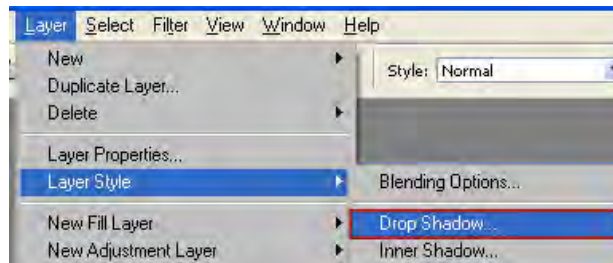 Layer Select Filter View Window Help
New
Duplicate Layer...
Delete
Style: Normal
Layer Properties...
Layer Style
New Fill Layer
New Adjustment Layer
Blending Options...
Drop Shadow...
Inner Shadow...